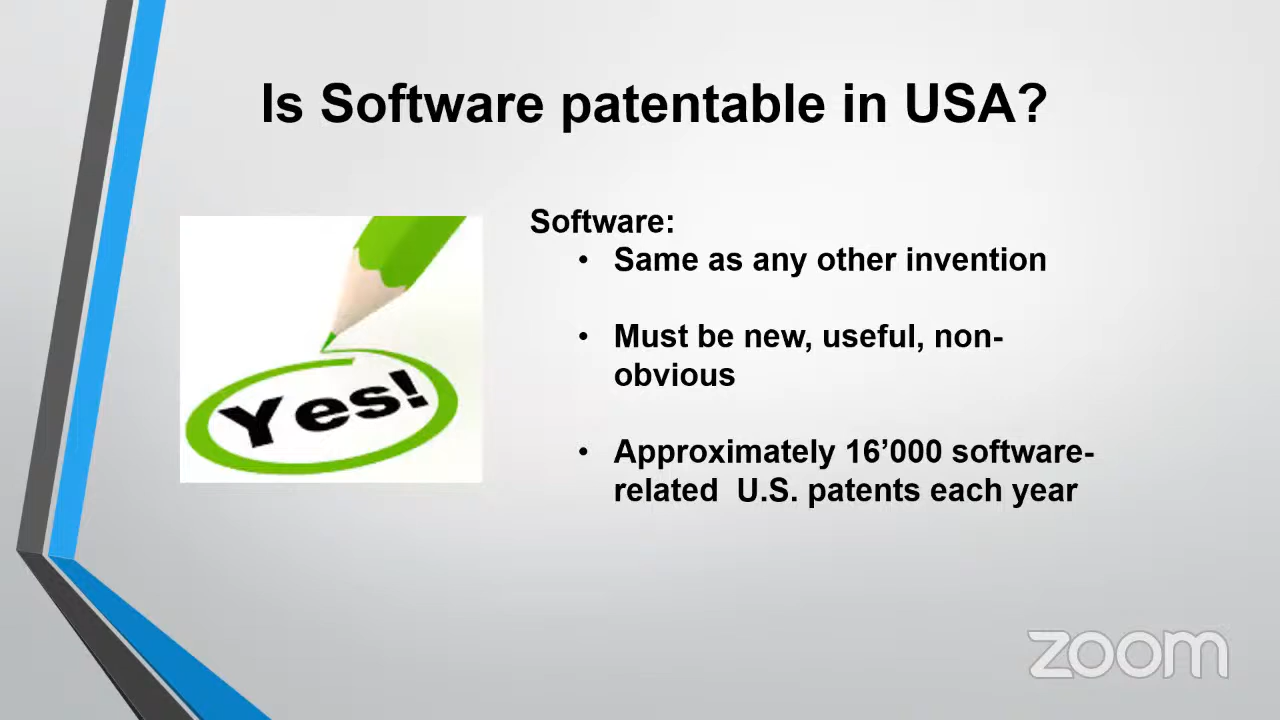 Is Software patentable in USA?
Software:
• Same as any other invention
• Must be new, useful, non-
obvious
• Approximately 16’000 software-
related  U.S. patents each year
Yes!
zoom